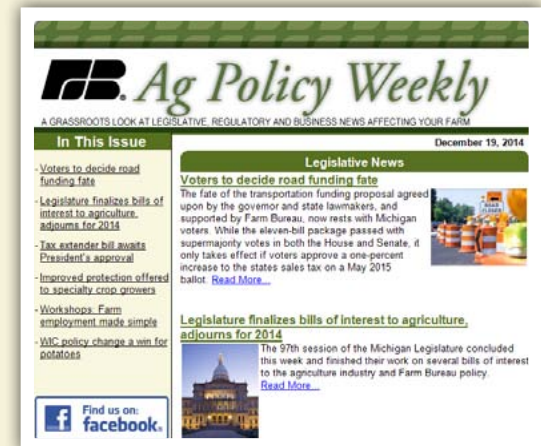 FB. Ag Policy Weekly
A GRASSROOTS LOOK AT LEGISLATIVE, REGULATORY AND BUSINESS NEWS AFFECTING YOUR FARM
In This Issue
- Voters to decide road
funding fate
- Legislature finalizes bills of
interest to agriculture,
adjourns for 2014
- Tax extender bill awaits
President's approval
- Improved protection offered
to specialty crop growers
- Workshops: Farm
employment made simple
- WIC policy change a win for
potatoes
Find us on:
facebook.
December 19, 2014
Legislative News
Voters to decide road funding fate
The fate of the transportation funding proposal agreed
upon by the governor and state lawmakers, and
supported by Farm Bureau, now rests with Michigan
voters. While the eleven-bill package passed with
supermajority votes in both the House and Senate, it
only takes effect if voters approve a one-percent
increase to the states sales tax on a May 2015
ballot. Read More...
ROAD
CLOSED
Legislature finalizes bills of interest to agriculture,
adjourns for 2014
The 97th session of the Michigan Legislature concluded
this week and finished their work on several bills of interest
to the agriculture industry and Farm Bureau policy.
Read More...